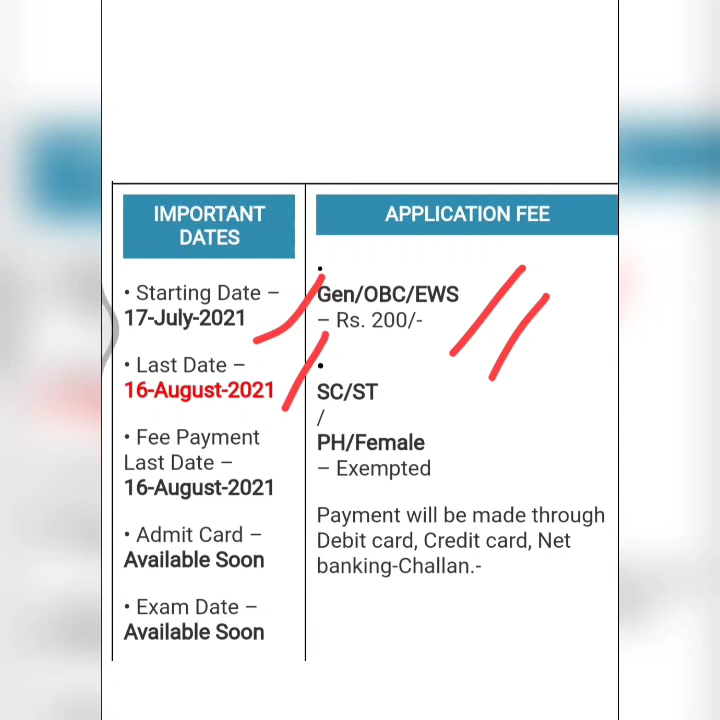 IMPORTANT
DATES
• Starting Date –
17-July-2021
• Last Date –
16-August-2021
• Fee Payment
Last Date –
16-August-2021
• Admit Card –
Available Soon
• Exam Date –
Available Soon
APPLICATION FEE
•
Gen/OBC/EWS
– Rs. 200/-
•
SC/ST
/
PH/Female
– Exempted
Payment will be made through
Debit card, Credit card, Net
banking-Challan.-